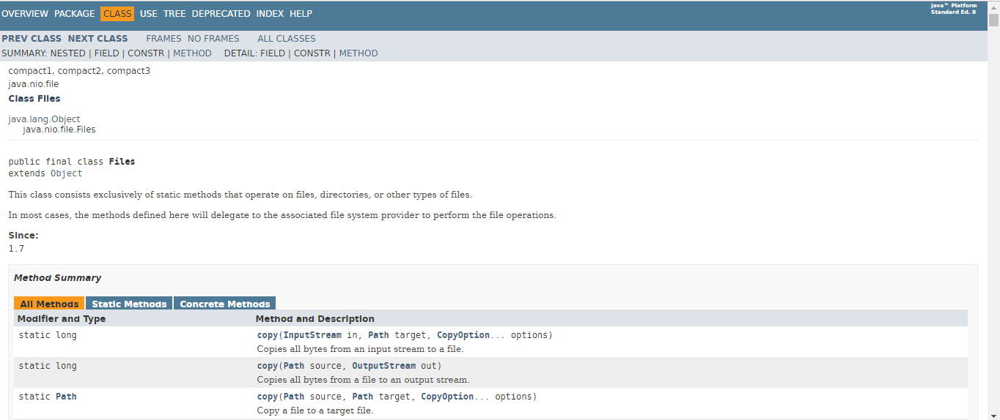 OVERVIEW PACKAGE CLASS USE TREE DEPRECATED INDEX HELP
Java™ Platform
Standard Ed. 8
PREV CLASS NEXT CLASS FRAMES NO FRAMES ALL CLASSES
SUMMARY: NESTED | FIELD | CONSTR | METHOD DETAIL: FIELD | CONSTR | METHOD
compact1, compact2, compact3
java.nio.file
Class Files
java.lang.Object
java.nio.file.Files
public final class Files
extends Object
This class consists exclusively of static methods that operate on files, directories, or other types of files.
In most cases, the methods defined here will delegate to the associated file system provider to perform the file operations.
Since:
1.7
Method Summary
All Methods Static Methods Concrete Methods
Modifier and Type Method and Description
static long copy(InputStream in, Path target, CopyOption... options)
Copies all bytes from an input stream to a file.
static long copy(Path source, OutputStream out)
Copies all bytes from a file to an output stream.
static Path copy(Path source, Path target, CopyOption... options)
Copy a file to a target file.